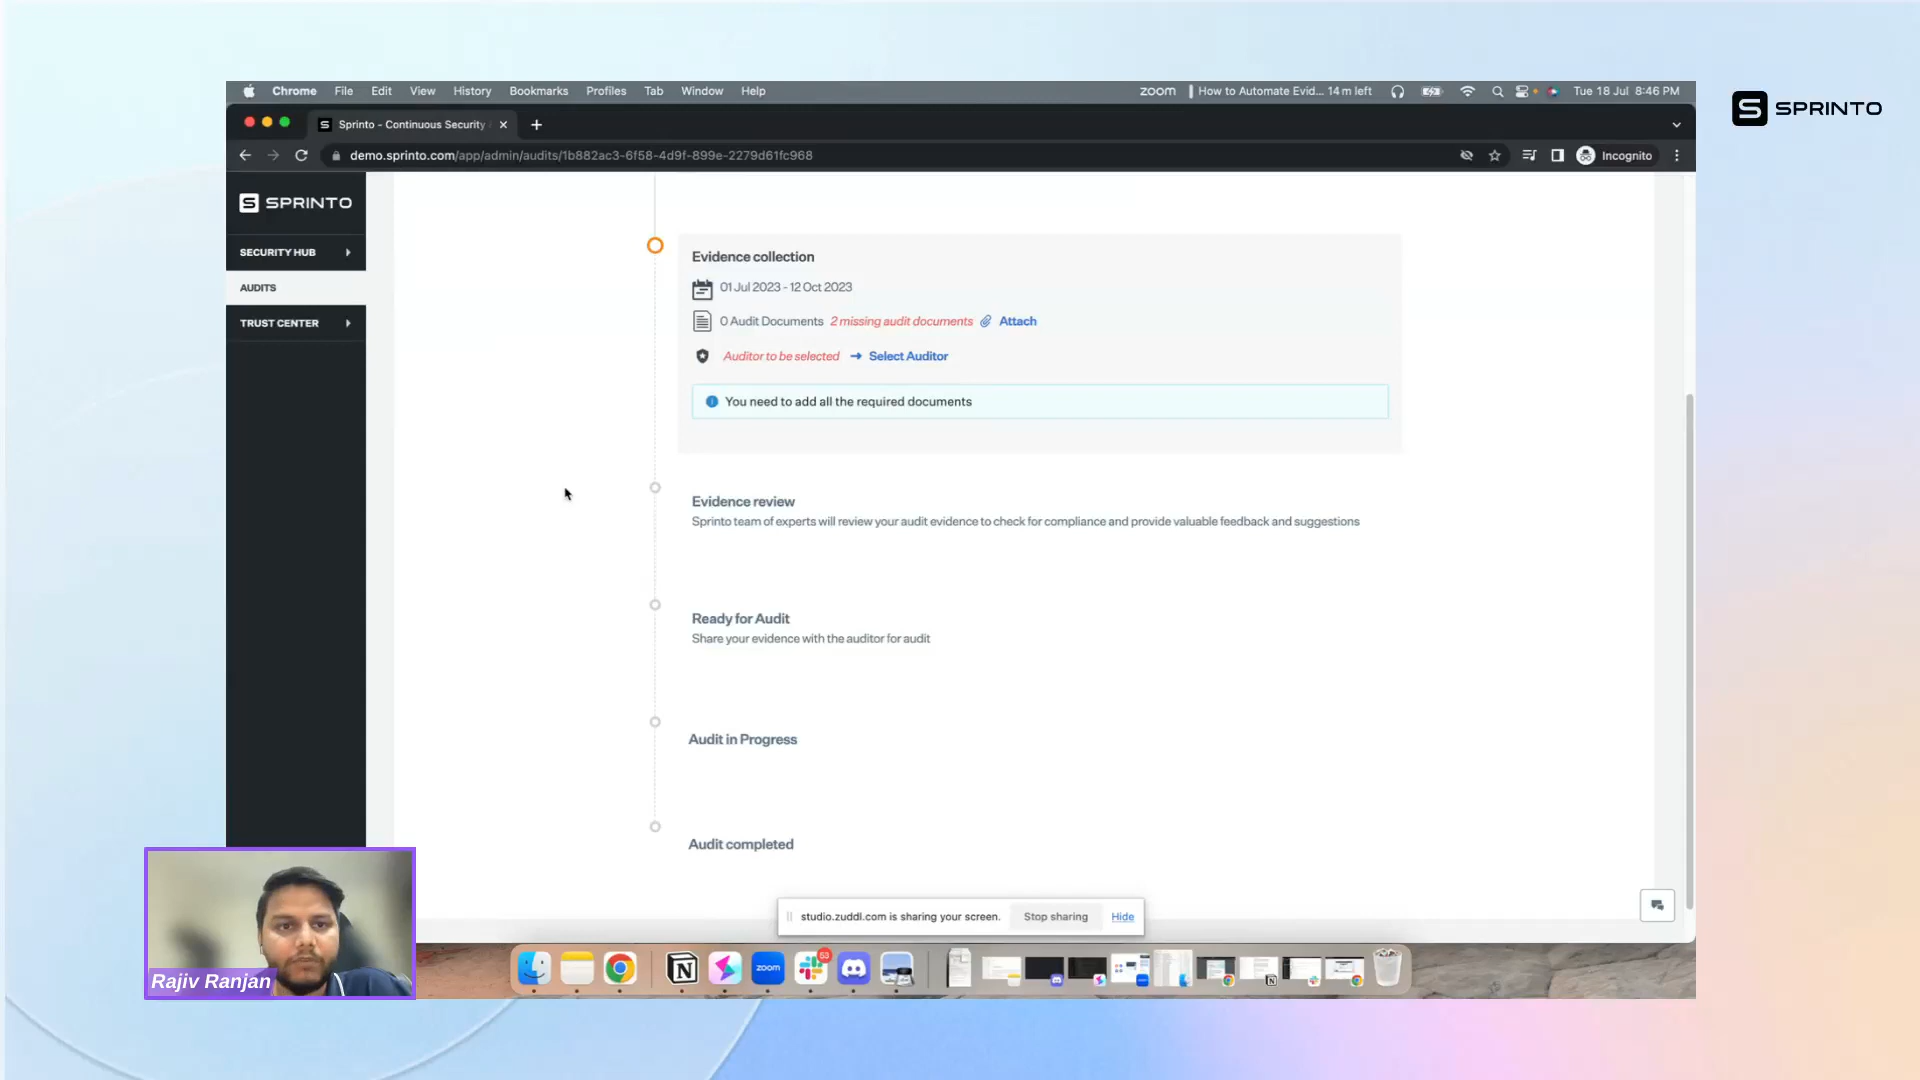 Chrome File Edit View History Bookmarks Profiles Tab Window Help
zoom How to Automate Evid... 14 m left Tue 18 Jul 8:46 PM
SPRINTO
Sprinto - Continuous Security
demo.sprinto.com/app/admin/audits/1b882ac3-6f58-4d9f-899e-2279d61fc968
Incognito
SPRINTO
SECURITY HUB
AUDITS
TRUST CENTER
Evidence collection
01 Jul 2023 - 12 Oct 2023
0 Audit Documents 2 missing audit documents Attach
Auditor to be selected → Select Auditor
You need to add all the required documents
Evidence review
Sprinto team of experts will review your audit evidence to check for compliance and provide valuable feedback and suggestions
Ready for Audit
Share your evidence with the auditor for audit
Audit in Progress
Audit completed
studio.zuddl.com is sharing your screen. Stop sharing Hide
zoom
53
Rajiv Ranjan